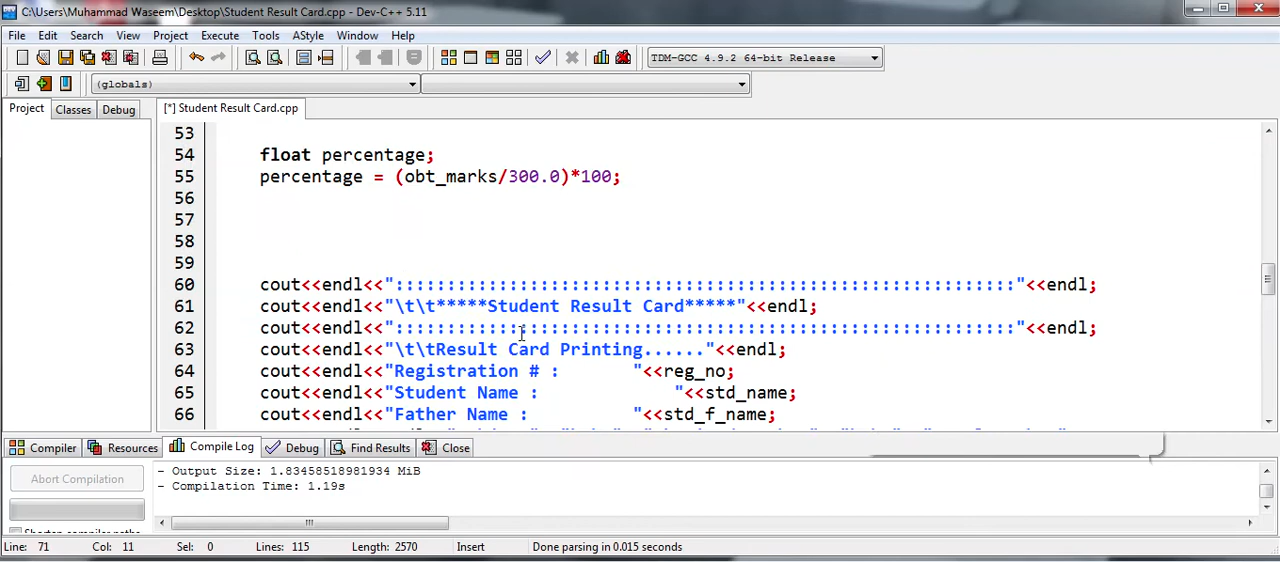 C:\Users\Muhammad Waseem\Desktop\Student Result Card.cpp - Dev-C++ 5.11
File Edit Search View Project Execute Tools AStyle Window Help
TDM-GCC 4.9.2 64-bit Release
(globals)
Project Classes Debug [*] Student Result Card.cpp
53
54 float percentage;
55 percentage = (obt_marks/300.0)*100;
56
57
58
59
60 cout<<endl<<"::::::::::::::::::::::::::::::::::::::::::::::::::::::::::::"<<endl;
61 cout<<endl<<"\t\t*****Student Result Card*****"<<endl;
62 cout<<endl<<"::::::::::::::::::::::::::::::::::::::::::::::::::::::::::::"<<endl;
63 cout<<endl<<"\t\tResult Card Printing......"<<endl;
64 cout<<endl<<"Registration # :        "<<reg_no;
65 cout<<endl<<"Student Name :                "<<std_name;
66 cout<<endl<<"Father Name :            "<<std_f_name;
Compiler Resources Compile Log Debug Find Results Close
Abort Compilation
- Output Size: 1.83458518981934 MiB
- Compilation Time: 1.19s
Shorten compiler paths
Line: 71 Col: 11 Sel: 0 Lines: 115 Length: 2570 Insert Done parsing in 0.015 seconds